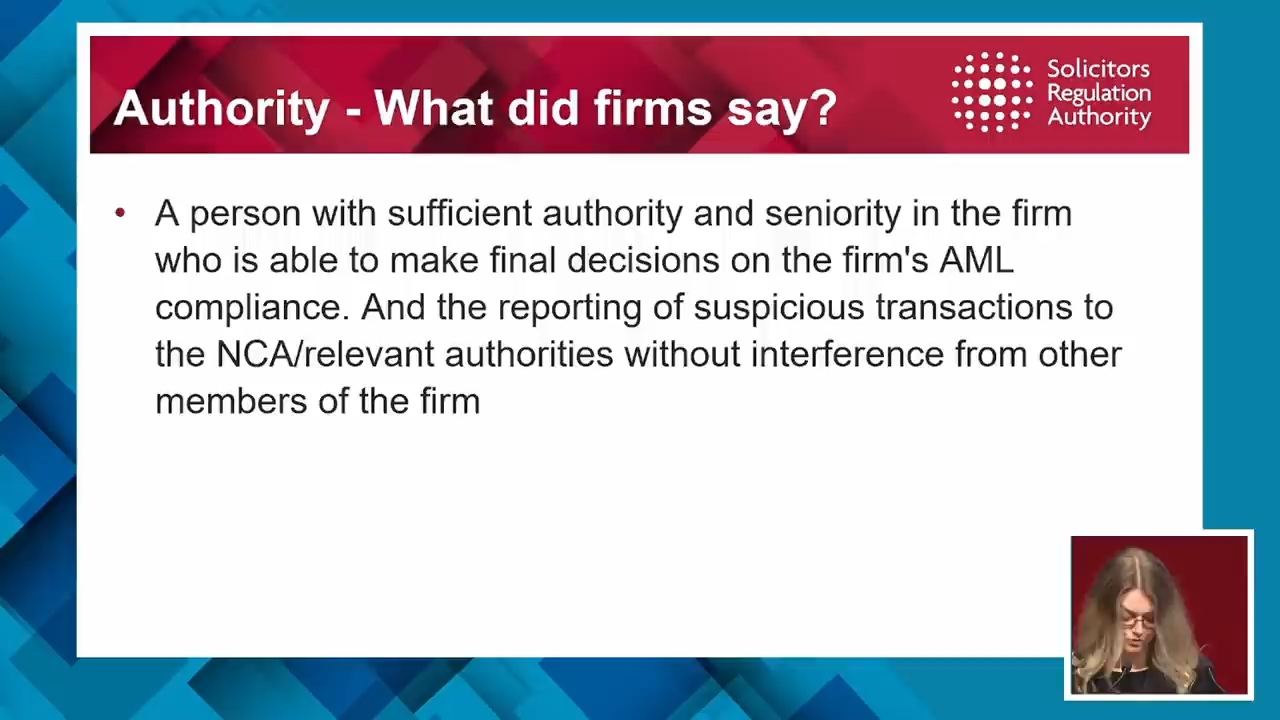 Authority - What did firms say?
Solicitors
Regulation
Authority
• A person with sufficient authority and seniority in the firm
who is able to make final decisions on the firm's AML
compliance. And the reporting of suspicious transactions to
the NCA/relevant authorities without interference from other
members of the firm